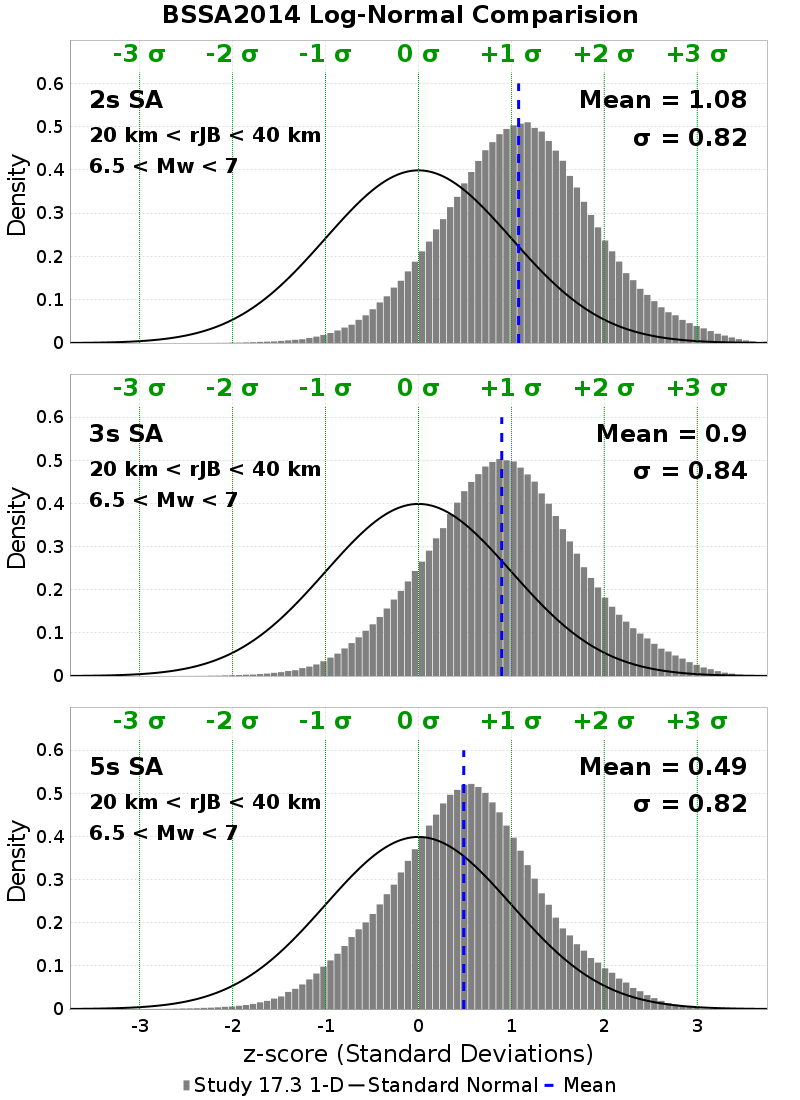 BSSA2014 Log-Normal Comparision
-3 σ -2 σ -1 σ 0 σ +1 σ +2 σ +3 σ
0.6
2s SA Mean = 1.08
0.5
20 km < rJB < 40 km σ = 0.82
6.5 < Mw < 7
0.4
0.3
0.2
0.1
0
Density
-3 σ -2 σ -1 σ 0 σ +1 σ +2 σ +3 σ
0.6
3s SA Mean = 0.9
0.5
20 km < rJB < 40 km σ = 0.84
6.5 < Mw < 7
0.4
0.3
0.2
0.1
0
Density
-3 σ -2 σ -1 σ 0 σ +1 σ +2 σ +3 σ
0.6
5s SA Mean = 0.49
0.5
20 km < rJB < 40 km σ = 0.82
6.5 < Mw < 7
0.4
0.3
0.2
0.1
0
Density
-3 -2 -1 0 1 2 3
z-score (Standard Deviations)
Study 17.3 1-D Standard Normal Mean